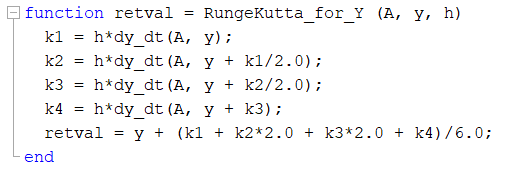 function retval = RungeKutta_for_Y (A, y, h)
k1 = h*dy_dt(A, y);
k2 = h*dy_dt(A, y + k1/2.0);
k3 = h*dy_dt(A, y + k2/2.0);
k4 = h*dy_dt(A, y + k3);
retval = y + (k1 + k2*2.0 + k3*2.0 + k4)/6.0;
end